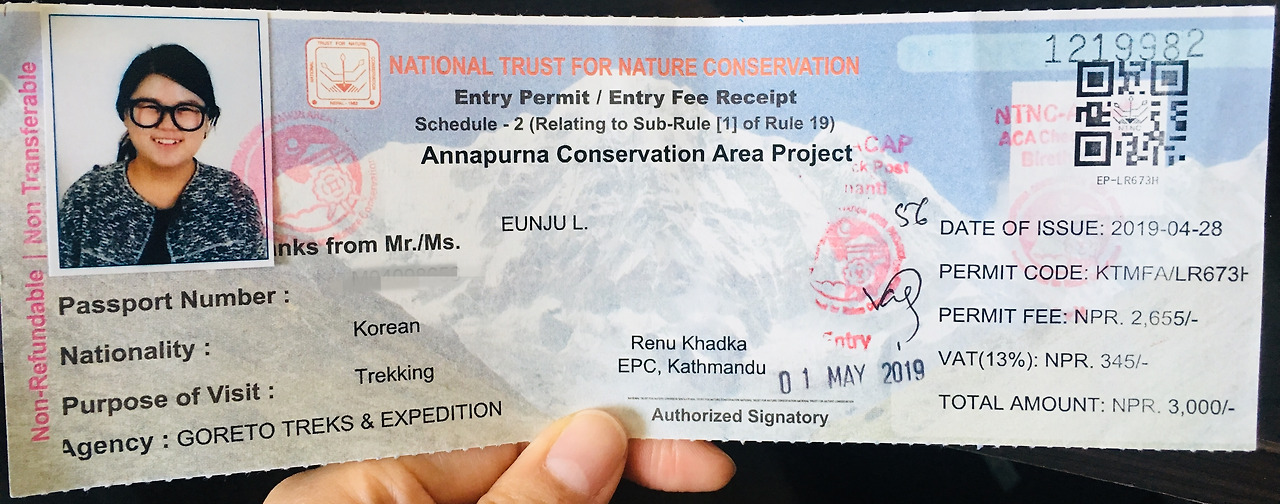 Non-Refundable | Non Transferable
NATIONAL TRUST FOR NATURE CONSERVATION
Entry Permit / Entry Fee Receipt
Schedule - 2 (Relating to Sub-Rule [1] of Rule 19)
Annapurna Conservation Area Project
1219982
NTNC
EP-LR673H
EUNJU L.
nks from Mr./Ms.
Passport Number :
Nationality : Korean
Purpose of Visit : Trekking
Agency : GORETO TREKS & EXPEDITION
Renu Khadka
EPC, Kathmandu
Authorized Signatory
ACAP
Post
Entry
01 MAY 2019
56
DATE OF ISSUE: 2019-04-28
PERMIT CODE: KTMFA/LR673H
PERMIT FEE: NPR. 2,655/-
VAT(13%): NPR. 345/-
TOTAL AMOUNT: NPR. 3,000/-